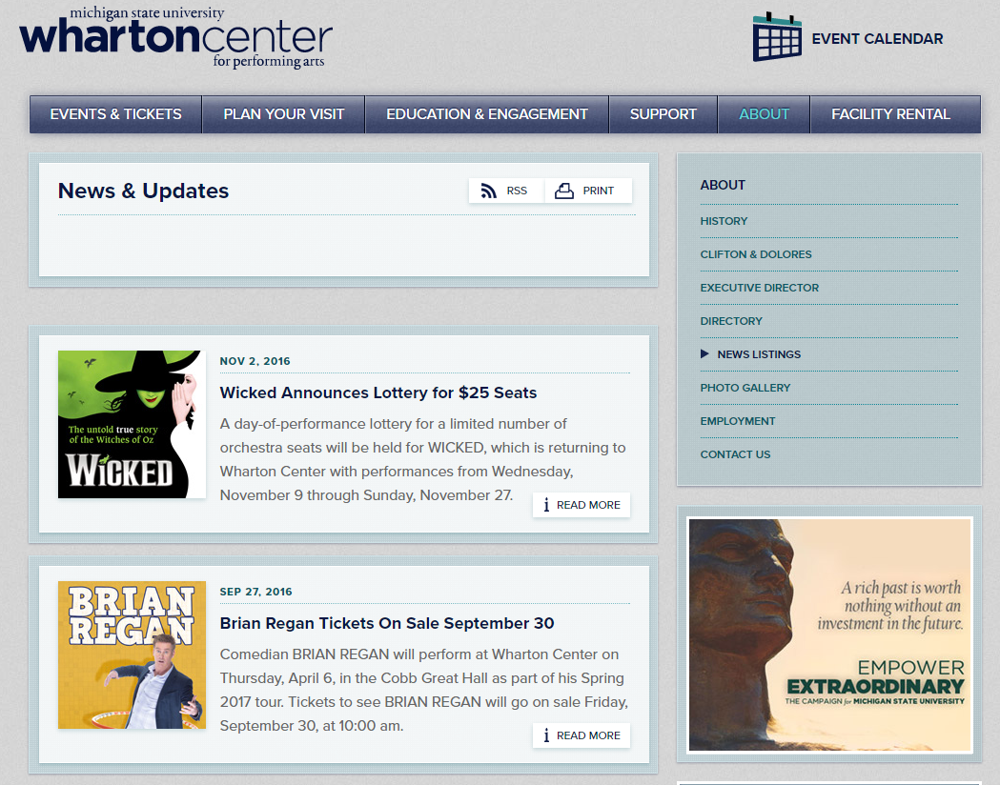 michigan state university
whartoncenter
for performing arts
EVENT CALENDAR
EVENTS & TICKETS
PLAN YOUR VISIT
EDUCATION & ENGAGEMENT
SUPPORT
ABOUT
FACILITY RENTAL
News & Updates
RSS
PRINT
NOV 2, 2016
Wicked Announces Lottery for $25 Seats
A day-of-performance lottery for a limited number of
orchestra seats will be held for WICKED, which is returning to
Wharton Center with performances from Wednesday,
November 9 through Sunday, November 27.
READ MORE
The untold true story
of the Witches of Oz
WICKED
SEP 27, 2016
Brian Regan Tickets On Sale September 30
Comedian BRIAN REGAN will perform at Wharton Center on
Thursday, April 6, in the Cobb Great Hall as part of his Spring
2017 tour. Tickets to see BRIAN REGAN will go on sale Friday,
September 30, at 10:00 am.
READ MORE
BRIAN
REGAN
ABOUT
HISTORY
CLIFTON & DOLORES
EXECUTIVE DIRECTOR
DIRECTORY
NEWS LISTINGS
PHOTO GALLERY
EMPLOYMENT
CONTACT US
A rich past is worth
nothing without an
investment in the future.
EMPOWER
EXTRAORDINARY
THE CAMPAIGN for MICHIGAN STATE UNIVERSITY